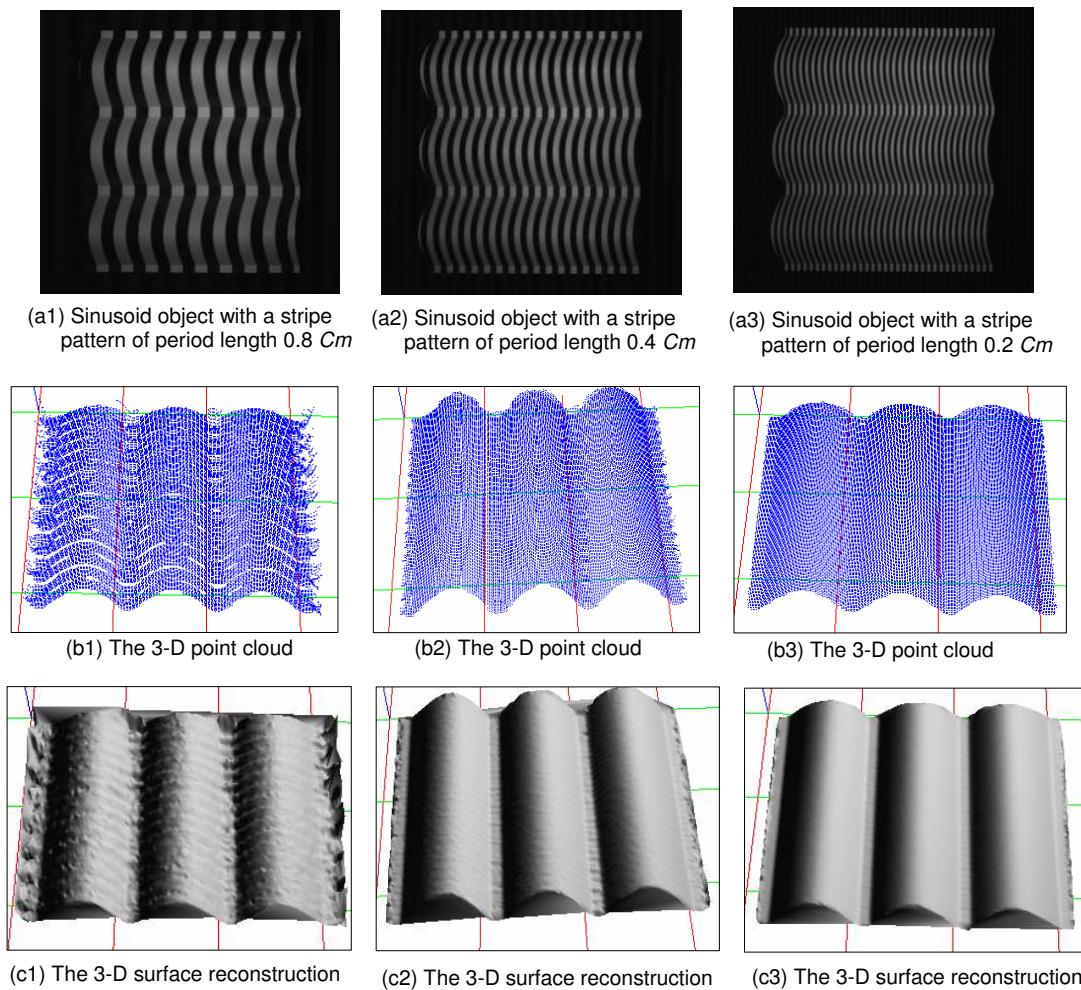 (a1) Sinusoid object with a stripe
pattern of period length 0.8 Cm
(a2) Sinusoid object with a stripe
pattern of period length 0.4 Cm
(a3) Sinusoid object with a stripe
pattern of period length 0.2 Cm
(b1) The 3-D point cloud
(b2) The 3-D point cloud
(b3) The 3-D point cloud
(c1) The 3-D surface reconstruction
(c2) The 3-D surface reconstruction
(c3) The 3-D surface reconstruction